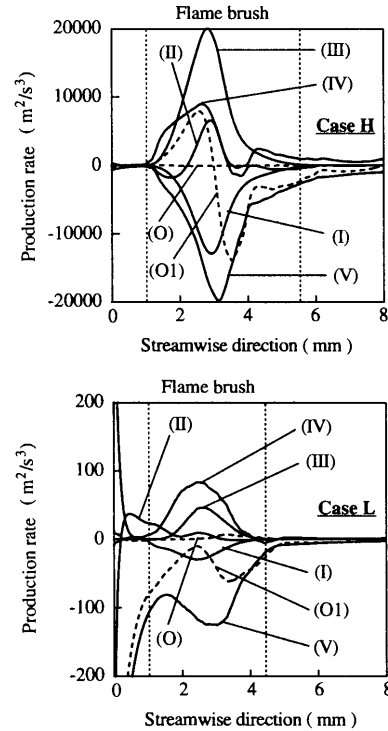 Flame brush
20000
10000
0
-10000
-20000
Production rate ( m²/s³ )
(II)
(III)
(IV)
Case H
(O)
(O1)
(I)
(V)
0 2 4 6 8
Streamwise direction ( mm )
Flame brush
200
100
0
-100
-200
Production rate ( m²/s³ )
(II)
(IV)
(III)
Case L
(I)
(O)
(O1)
(V)
0 2 4 6 8
Streamwise direction ( mm )